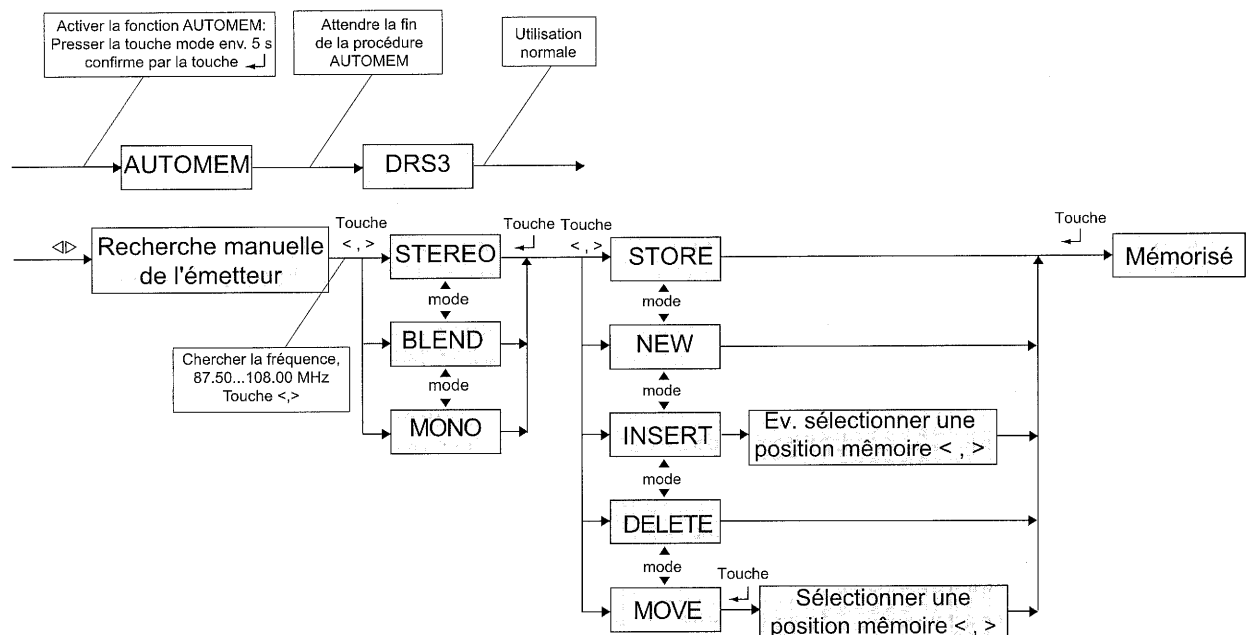 Activer la fonction AUTOMEM:
Presser la touche mode env. 5 s
confirme par la touche ↵
Attendre la fin
de la procédure
AUTOMEM
Utilisation
normale
AUTOMEM
DRS3
Recherche manuelle
de l'émetteur
Touche
< , >
STEREO
mode
BLEND
mode
MONO
Chercher la fréquence,
87.50...108.00 MHz
Touche <,>
Touche
↵
Touche
< , >
STORE
mode
NEW
mode
INSERT
Ev. sélectionner une
position mêmoire < , >
mode
DELETE
mode
MOVE
Touche
↵
Sélectionner une
position mêmoire < , >
Touche
↵
Mémorisé